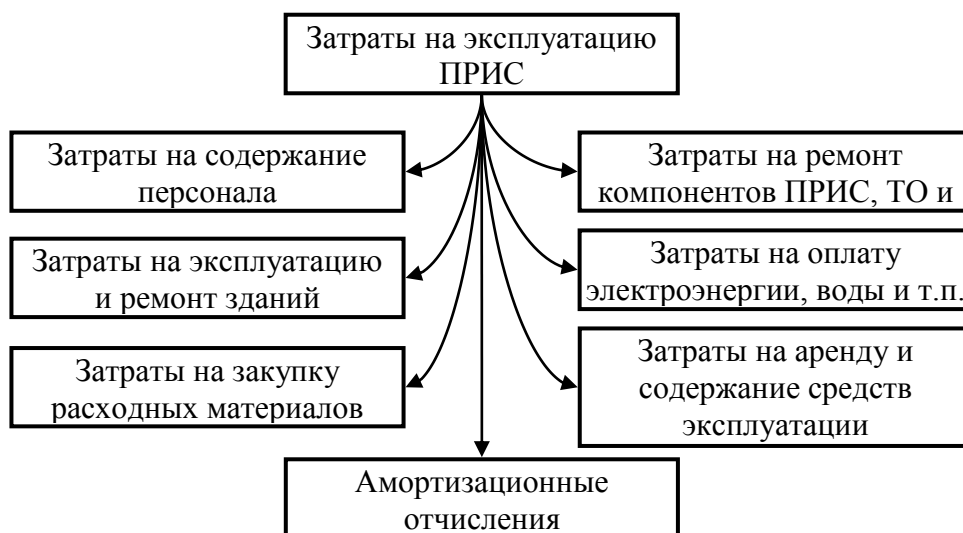 Затраты на эксплуатацию
ПРИС
Затраты на содержание
персонала
Затраты на ремонт
компонентов ПРИС, ТО и
Затраты на эксплуатацию
и ремонт зданий
Затраты на оплату
электроэнергии, воды и т.п.
Затраты на закупку
расходных материалов
Затраты на аренду и
содержание средств
эксплуатации
Амортизационные
отчисления